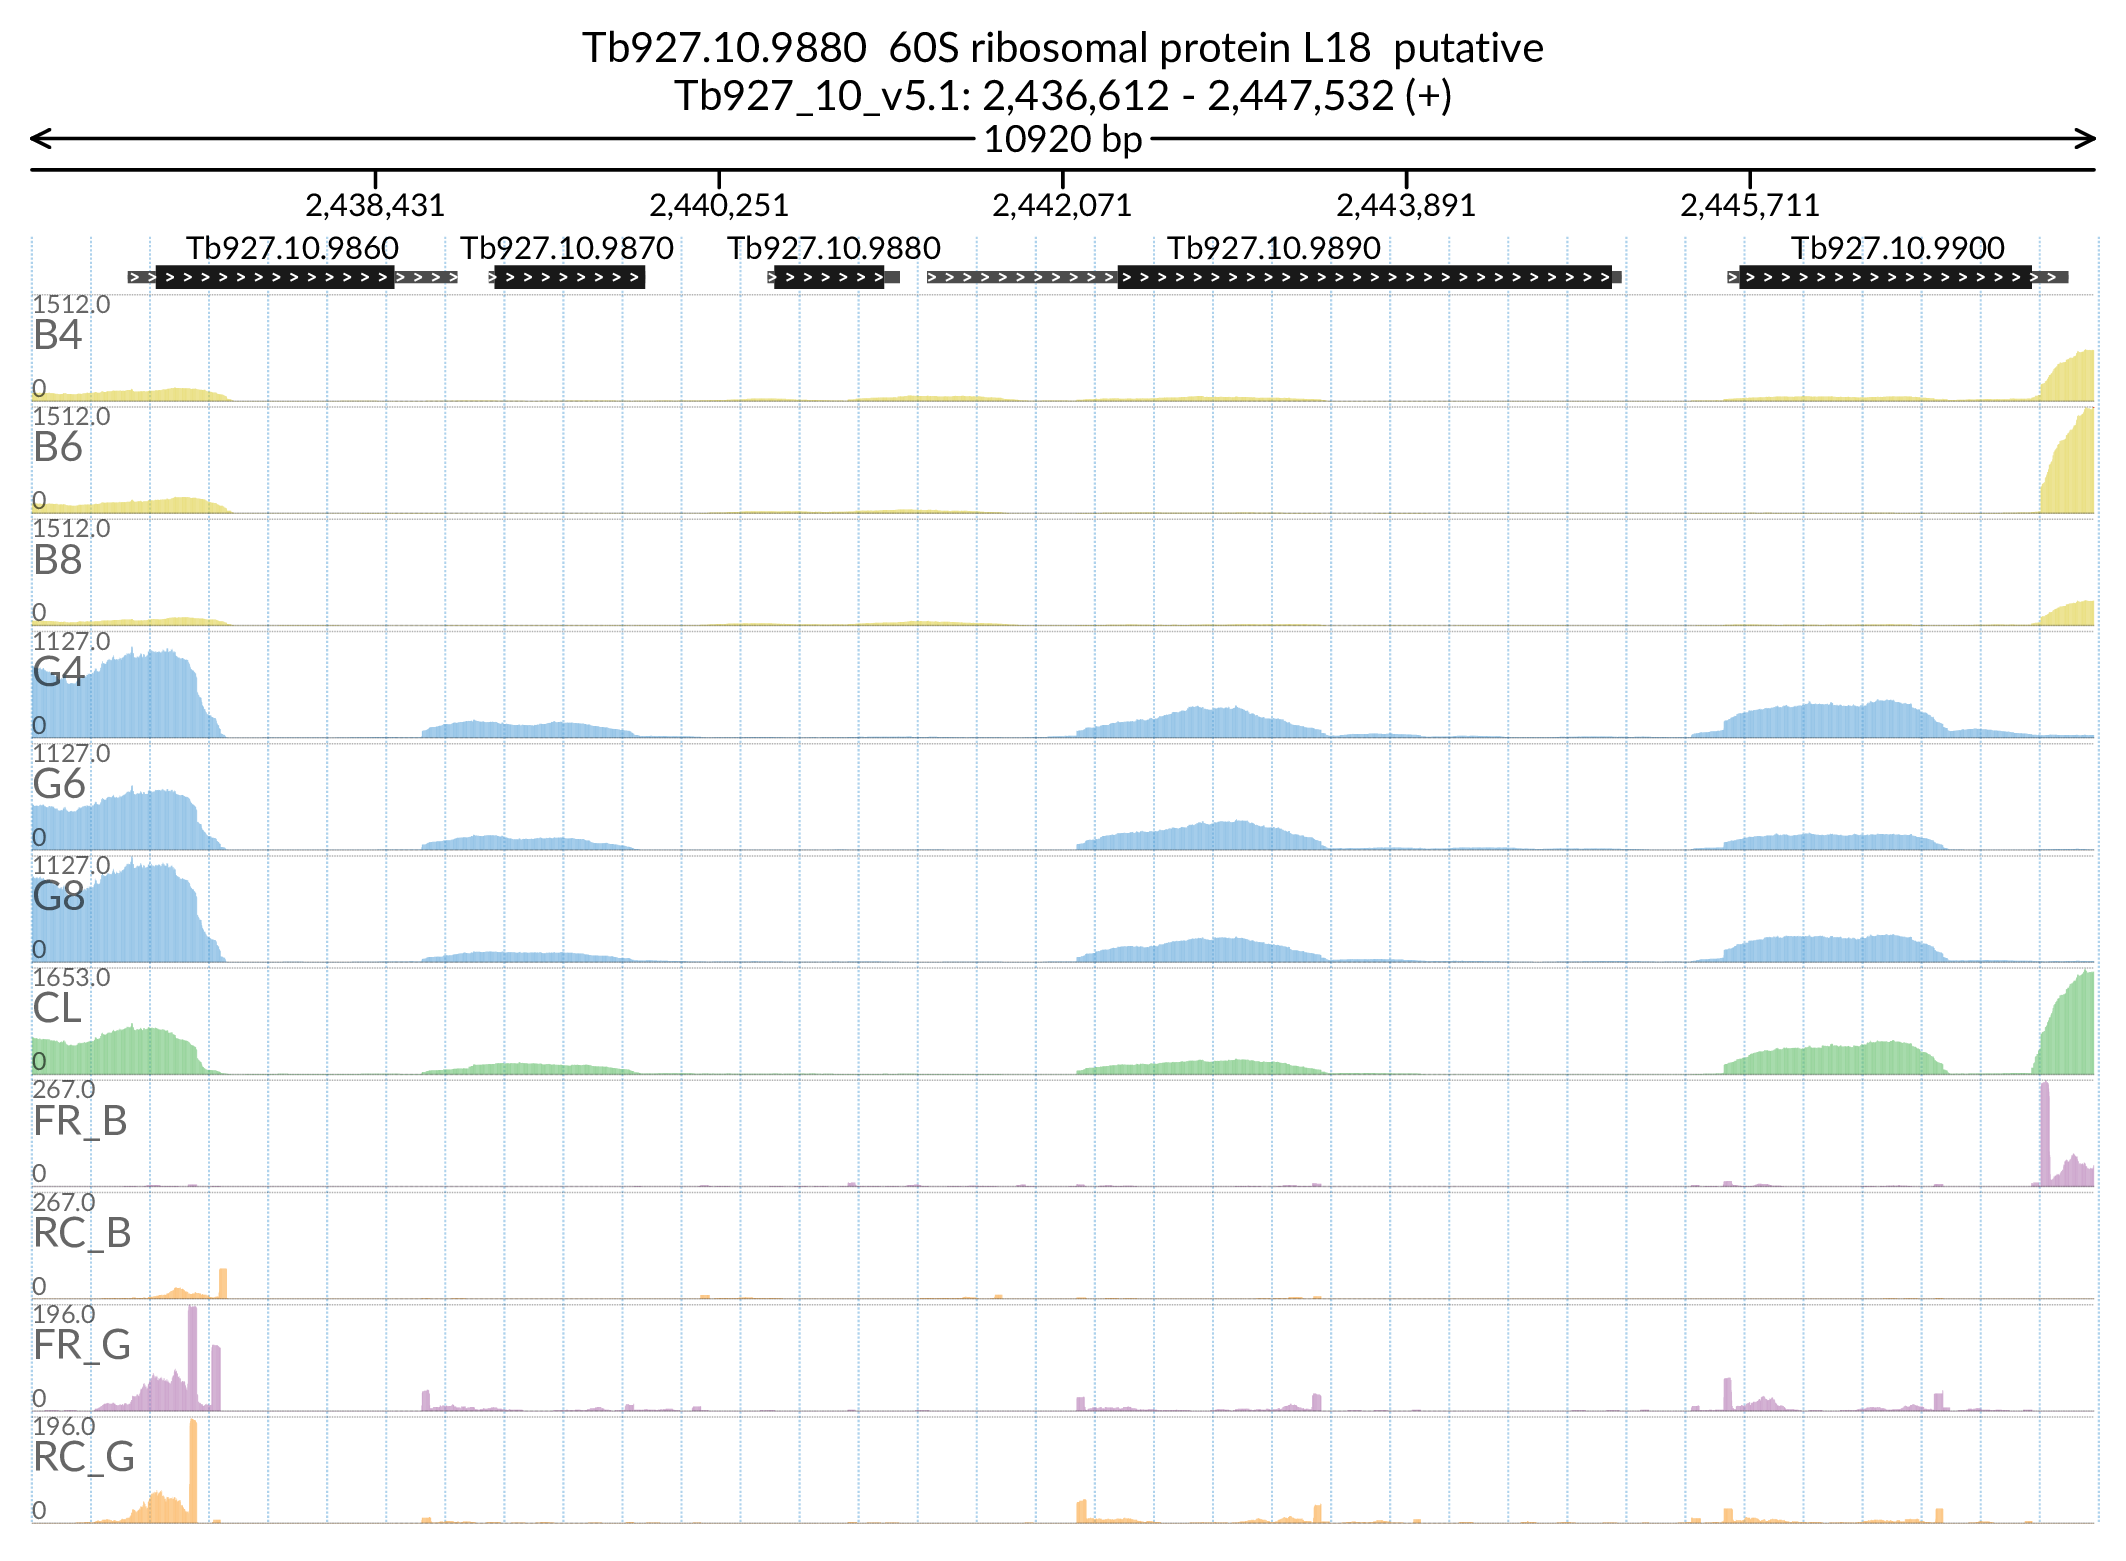 Tb927.10.9880  60S ribosomal protein L18  putative
Tb927_10_v5.1: 2,436,612 - 2,447,532 (+)
10920 bp
2,438,431 2,440,251 2,442,071 2,443,891 2,445,711
Tb927.10.9860 Tb927.10.9870 Tb927.10.9880 Tb927.10.9890 Tb927.10.9900
1512.0
B4
0
1512.0
B6
0
1512.0
B8
0
1127.0
G4
0
1127.0
G6
0
1127.0
G8
0
1653.0
CL
0
267.0
FR_B
0
267.0
RC_B
0
196.0
FR_G
0
196.0
RC_G
0